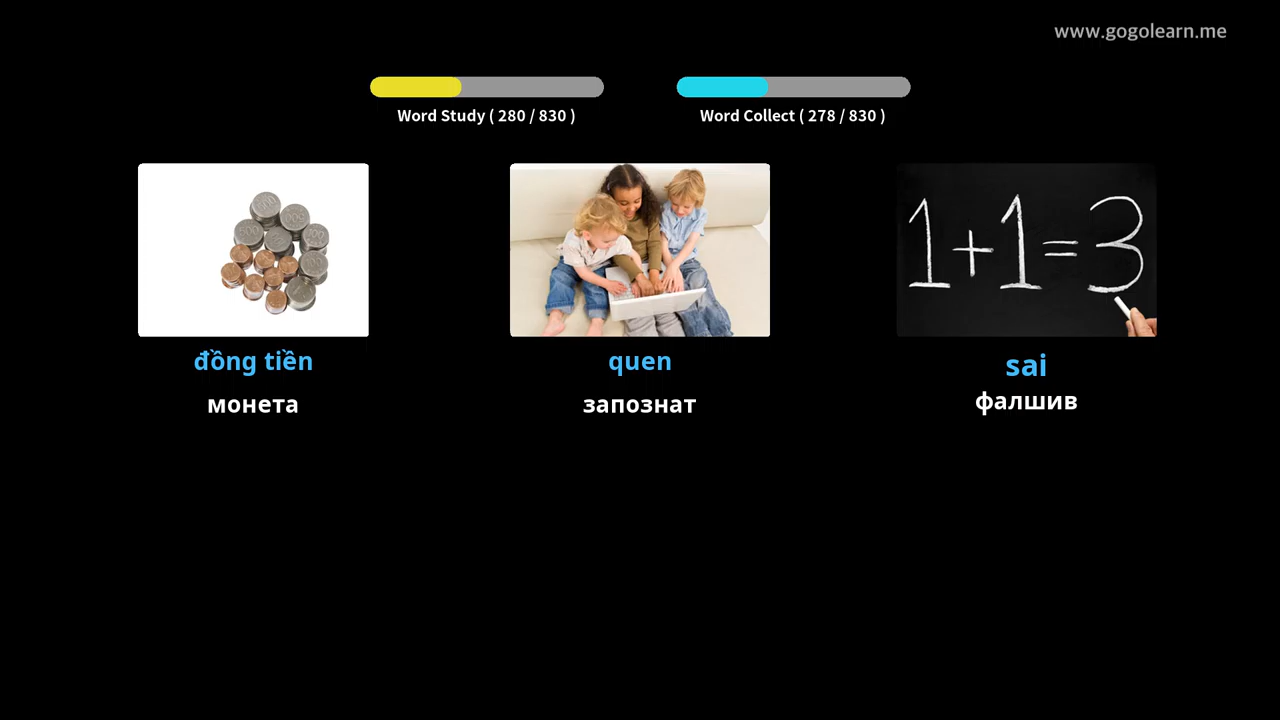 www.gogolearn.me
Word Study ( 280 / 830 )
Word Collect ( 278 / 830 )
1+1=3
đồng tiền
quen
sai
монета
запознат
фалшив